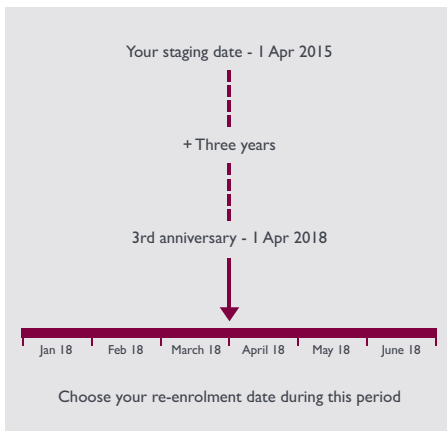 Your staging date - 1 Apr 2015
+ Three years
3rd anniversary - 1 Apr 2018
Jan 18 Feb 18 March 18 April 18 May 18 June 18
Choose your re-enrolment date during this period